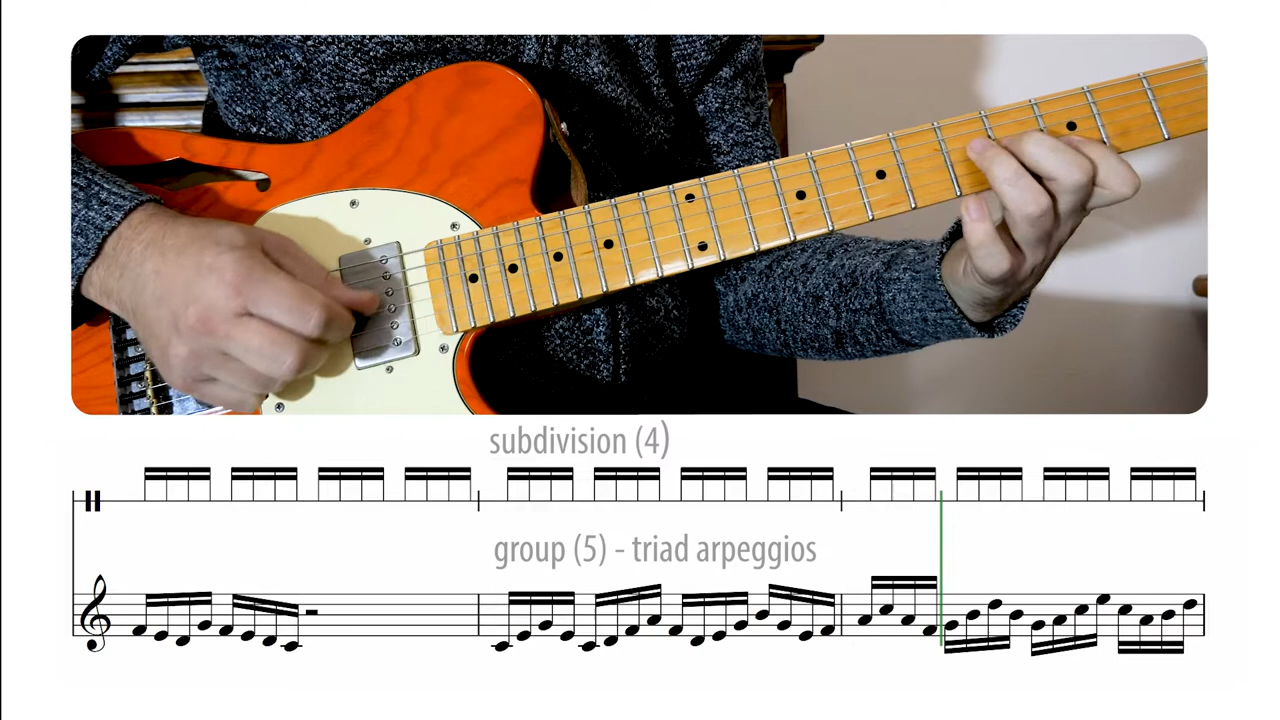 subdivision (4)
group (5) - triad arpeggios